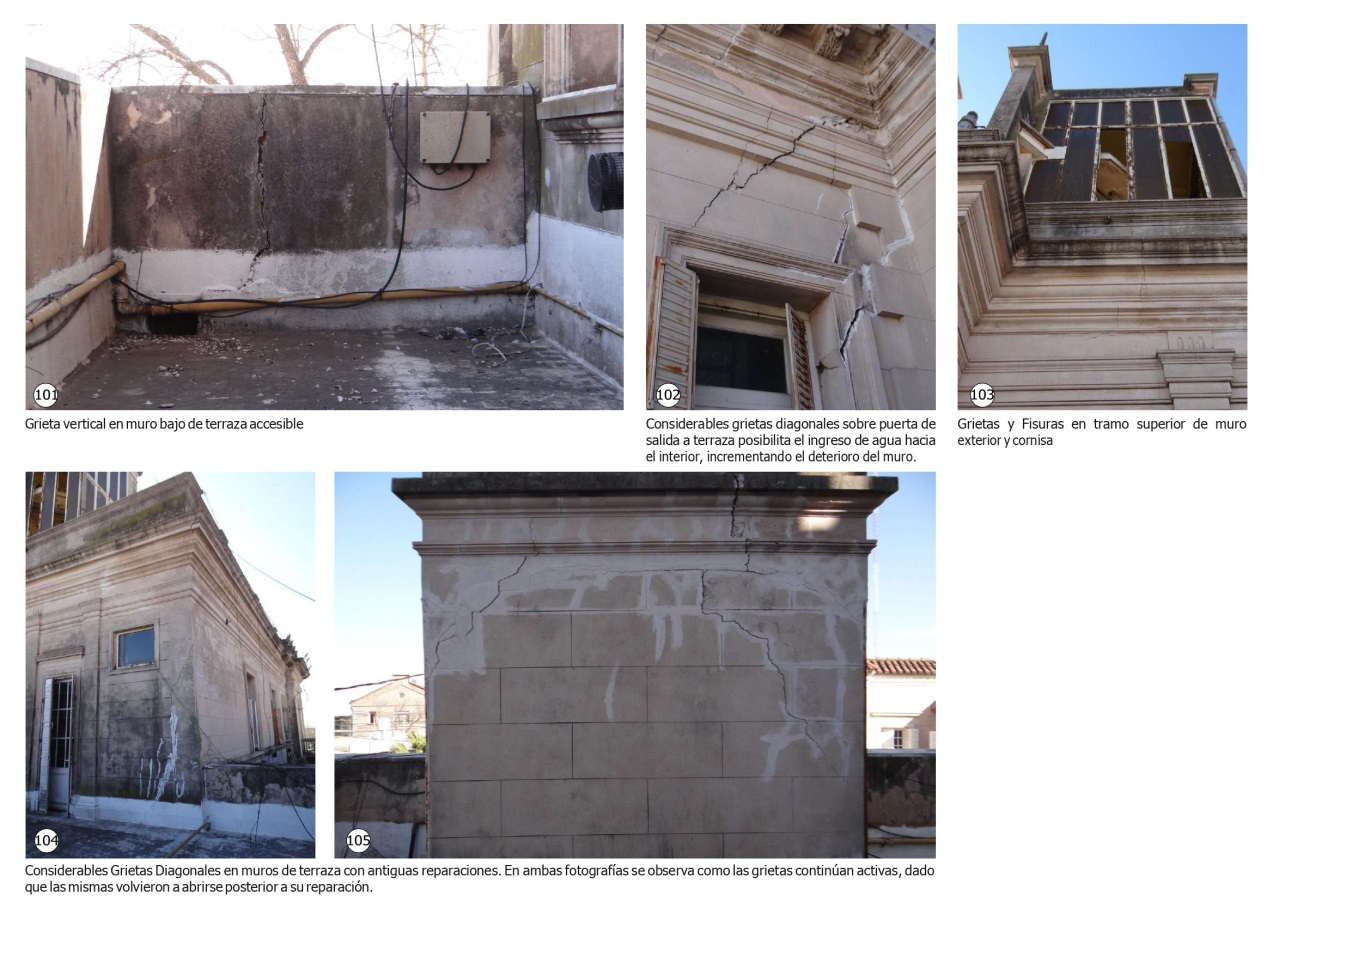 101
102
103
Grieta vertical en muro bajo de terraza accesible
Considerables grietas diagonales sobre puerta de
salida a terraza posibilita el ingreso de agua hacia
el interior, incrementando el deterioro del muro.
Grietas y Fisuras en tramo superior de muro
exterior y cornisa
104
105
Considerables Grietas Diagonales en muros de terraza con antiguas reparaciones. En ambas fotografías se observa como las grietas continúan activas, dado
que las mismas volvieron a abrirse posterior a su reparación.